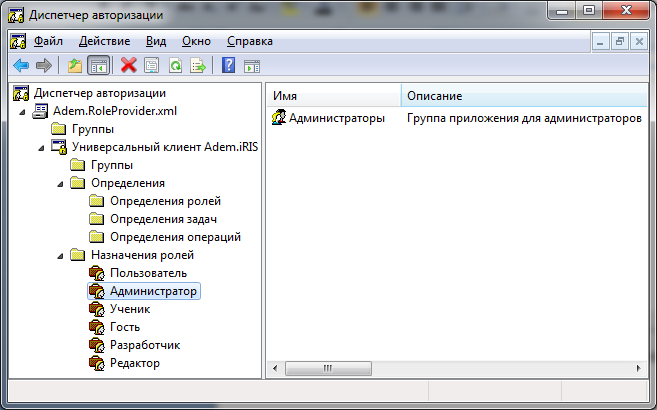 Диспетчер авторизации
Файл Действие Вид Окно Справка
Диспетчер авторизации
Adem.RoleProvider.xml
Группы
Универсальный клиент Adem.iRIS
Группы
Определения
Определения ролей
Определения задач
Определения операций
Назначения ролей
Пользователь
Администратор
Ученик
Гость
Разработчик
Редактор
Имя Описание
Администраторы Группа приложения для администраторов